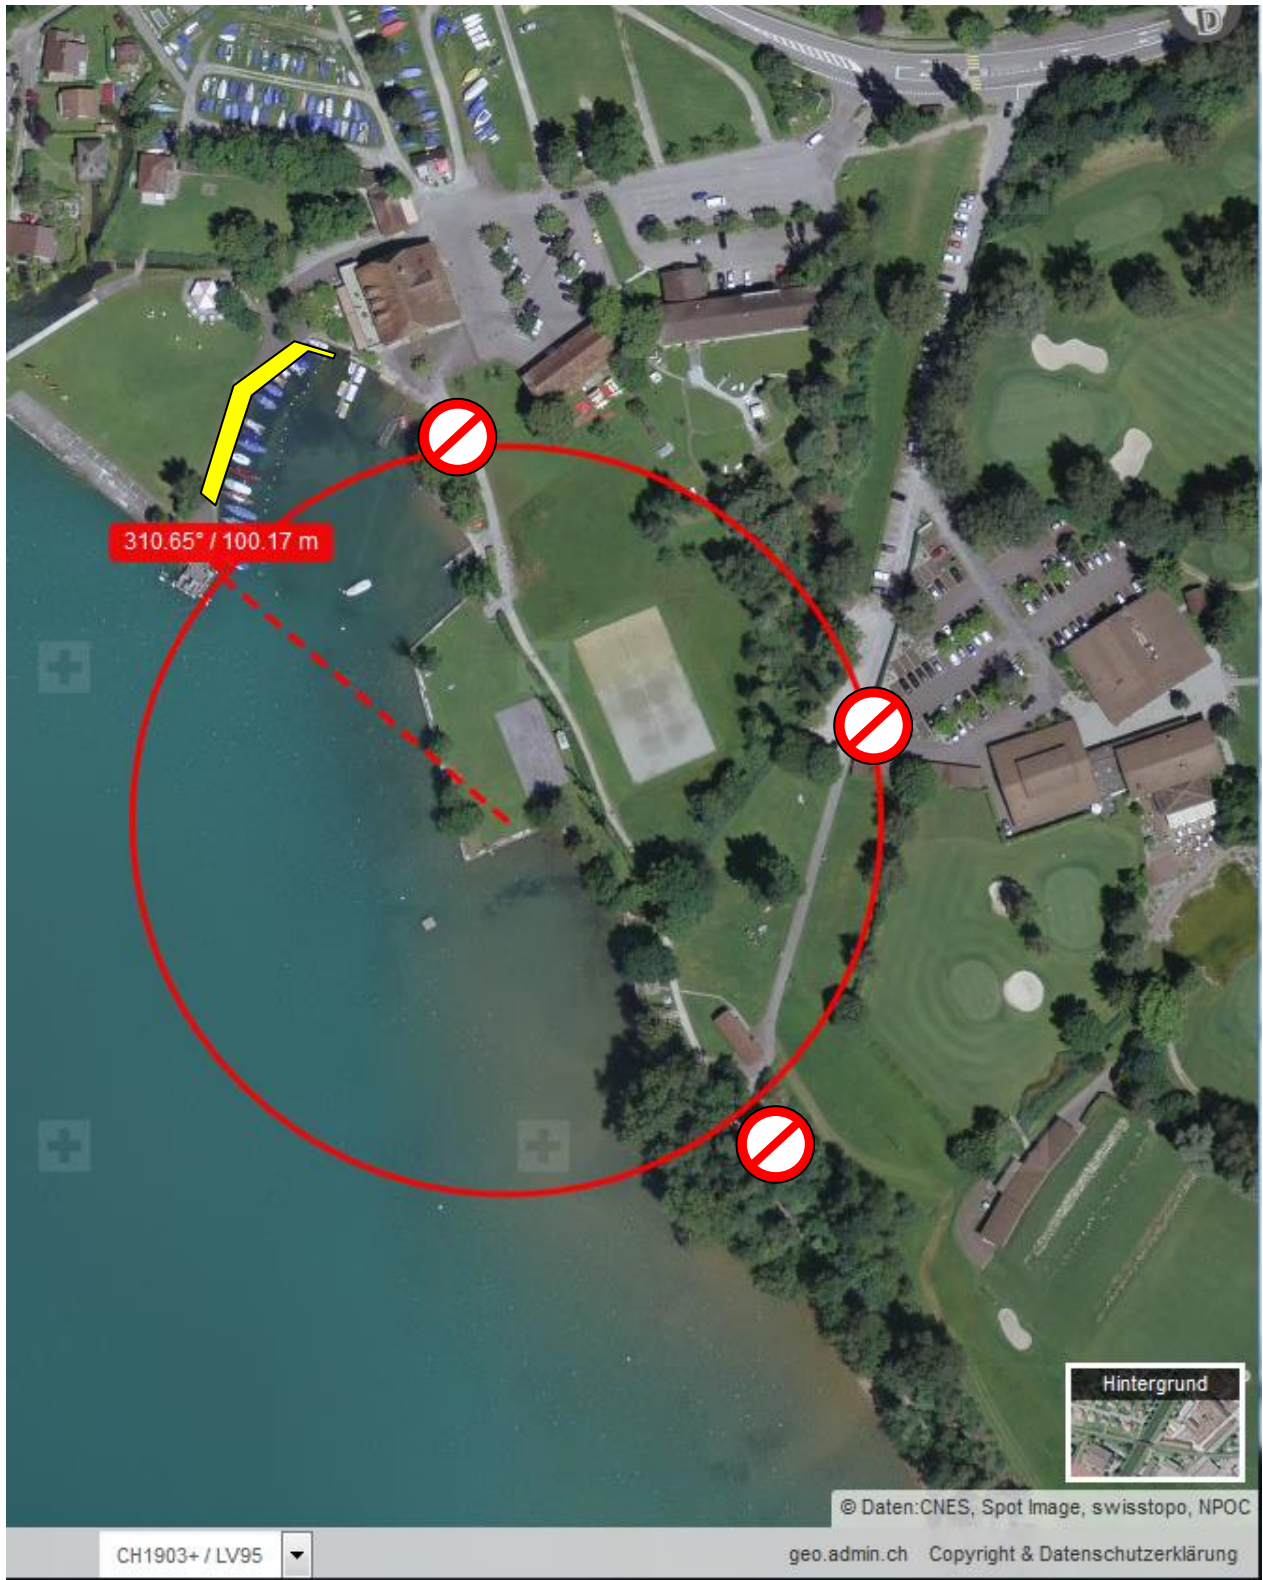 D
310.65° / 100.17 m
Hintergrund
© Daten:CNES, Spot Image, swisstopo, NPOC
CH1903+ / LV95
geo.admin.ch Copyright & Datenschutzerklärung